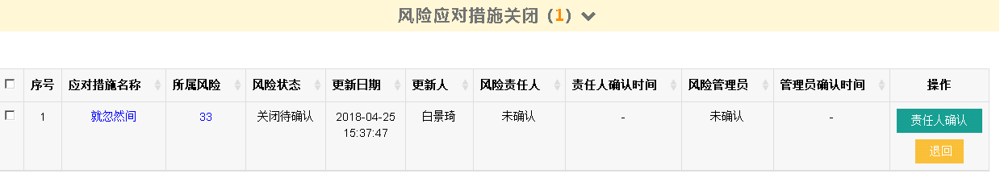 风险应对措施关闭（1）
序号 应对措施名称 所属风险 风险状态 更新日期 更新人 风险责任人 责任人确认时间 风险管理员 管理员确认时间 操作
1 就忽然间 33 关闭待确认 2018-04-25 15:37:47 白景琦 未确认 - 未确认 - 责任人确认
退回